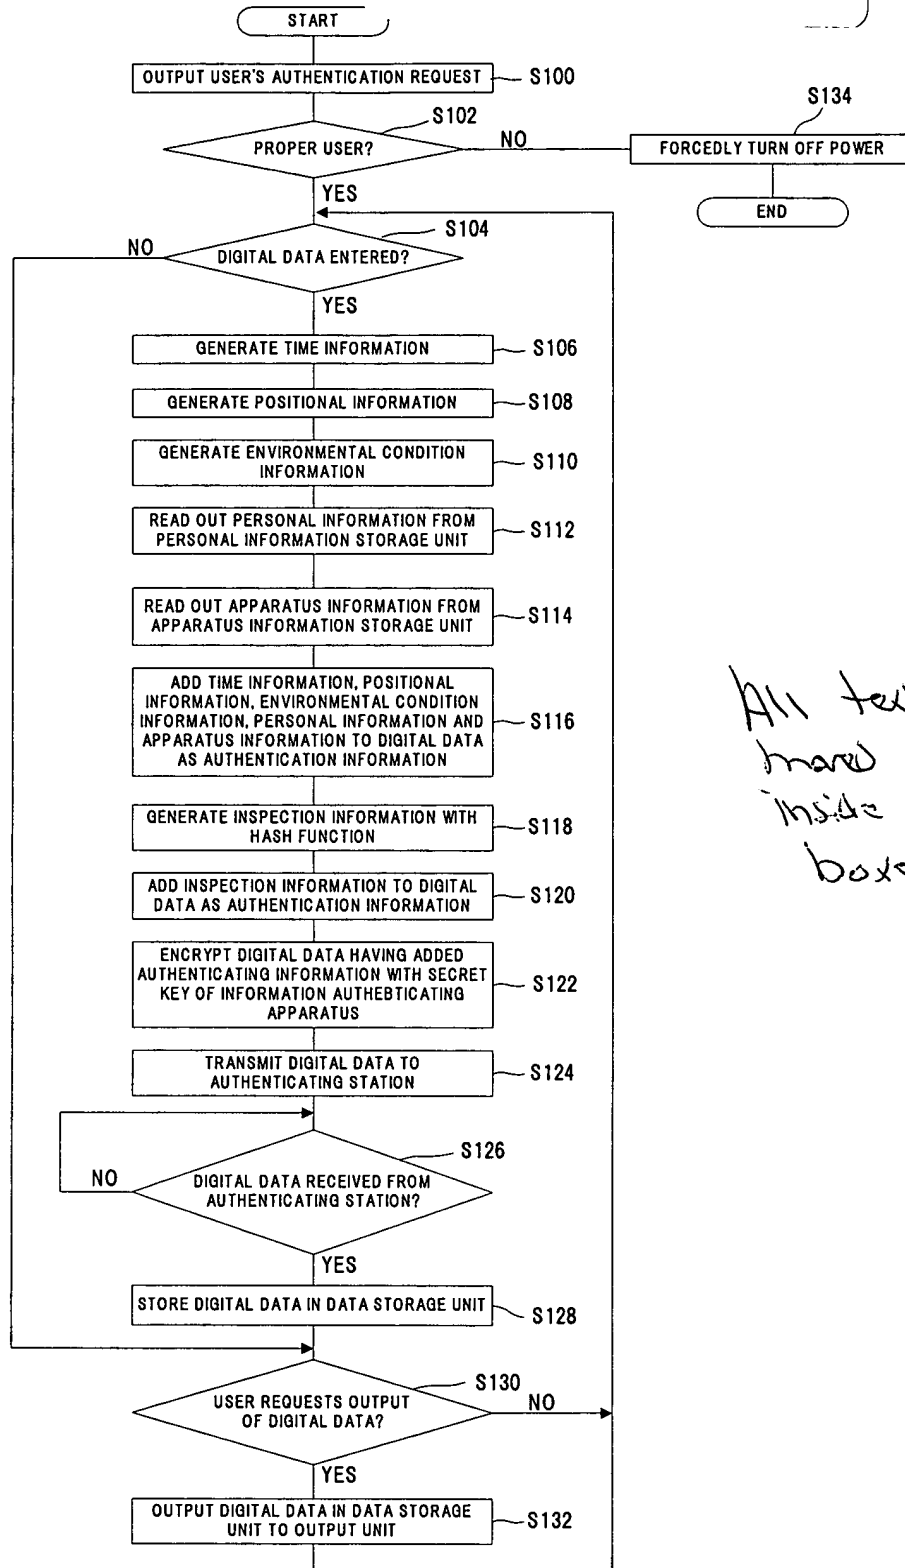 START
OUTPUT USER'S AUTHENTICATION REQUEST
S100
S102
PROPER USER?
NO
S134
FORCEDLY TURN OFF POWER
END
YES
S104
NO
DIGITAL DATA ENTERED?
YES
GENERATE TIME INFORMATION
S106
GENERATE POSITIONAL INFORMATION
S108
GENERATE ENVIRONMENTAL CONDITION
INFORMATION
S110
READ OUT PERSONAL INFORMATION FROM
PERSONAL INFORMATION STORAGE UNIT
S112
READ OUT APPARATUS INFORMATION FROM
APPARATUS INFORMATION STORAGE UNIT
S114
ADD TIME INFORMATION, POSITIONAL
INFORMATION, ENVIRONMENTAL CONDITION
INFORMATION, PERSONAL INFORMATION AND
APPARATUS INFORMATION TO DIGITAL DATA
AS AUTHENTICATION INFORMATION
S116
All
inside
GENERATE INSPECTION INFORMATION WITH
HASH FUNCTION
S118
ADD INSPECTION INFORMATION TO DIGITAL
DATA AS AUTHENTICATION INFORMATION
S120
ENCRYPT DIGITAL DATA HAVING ADDED
AUTHENTICATING INFORMATION WITH SECRET
KEY OF INFORMATION AUTHEBTICATING
APPARATUS
S122
TRANSMIT DIGITAL DATA TO
AUTHENTICATING STATION
S124
S126
NO
DIGITAL DATA RECEIVED FROM
AUTHENTICATING STATION?
YES
STORE DIGITAL DATA IN DATA STORAGE UNIT
S128
S130
USER REQUESTS OUTPUT
OF DIGITAL DATA?
NO
YES
OUTPUT DIGITAL DATA IN DATA STORAGE
UNIT TO OUTPUT UNIT
S132